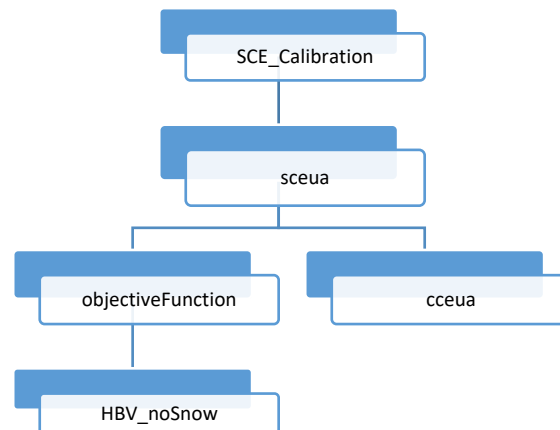 SCE_Calibration
sceua
objectiveFunction
cceua
HBV_noSnow